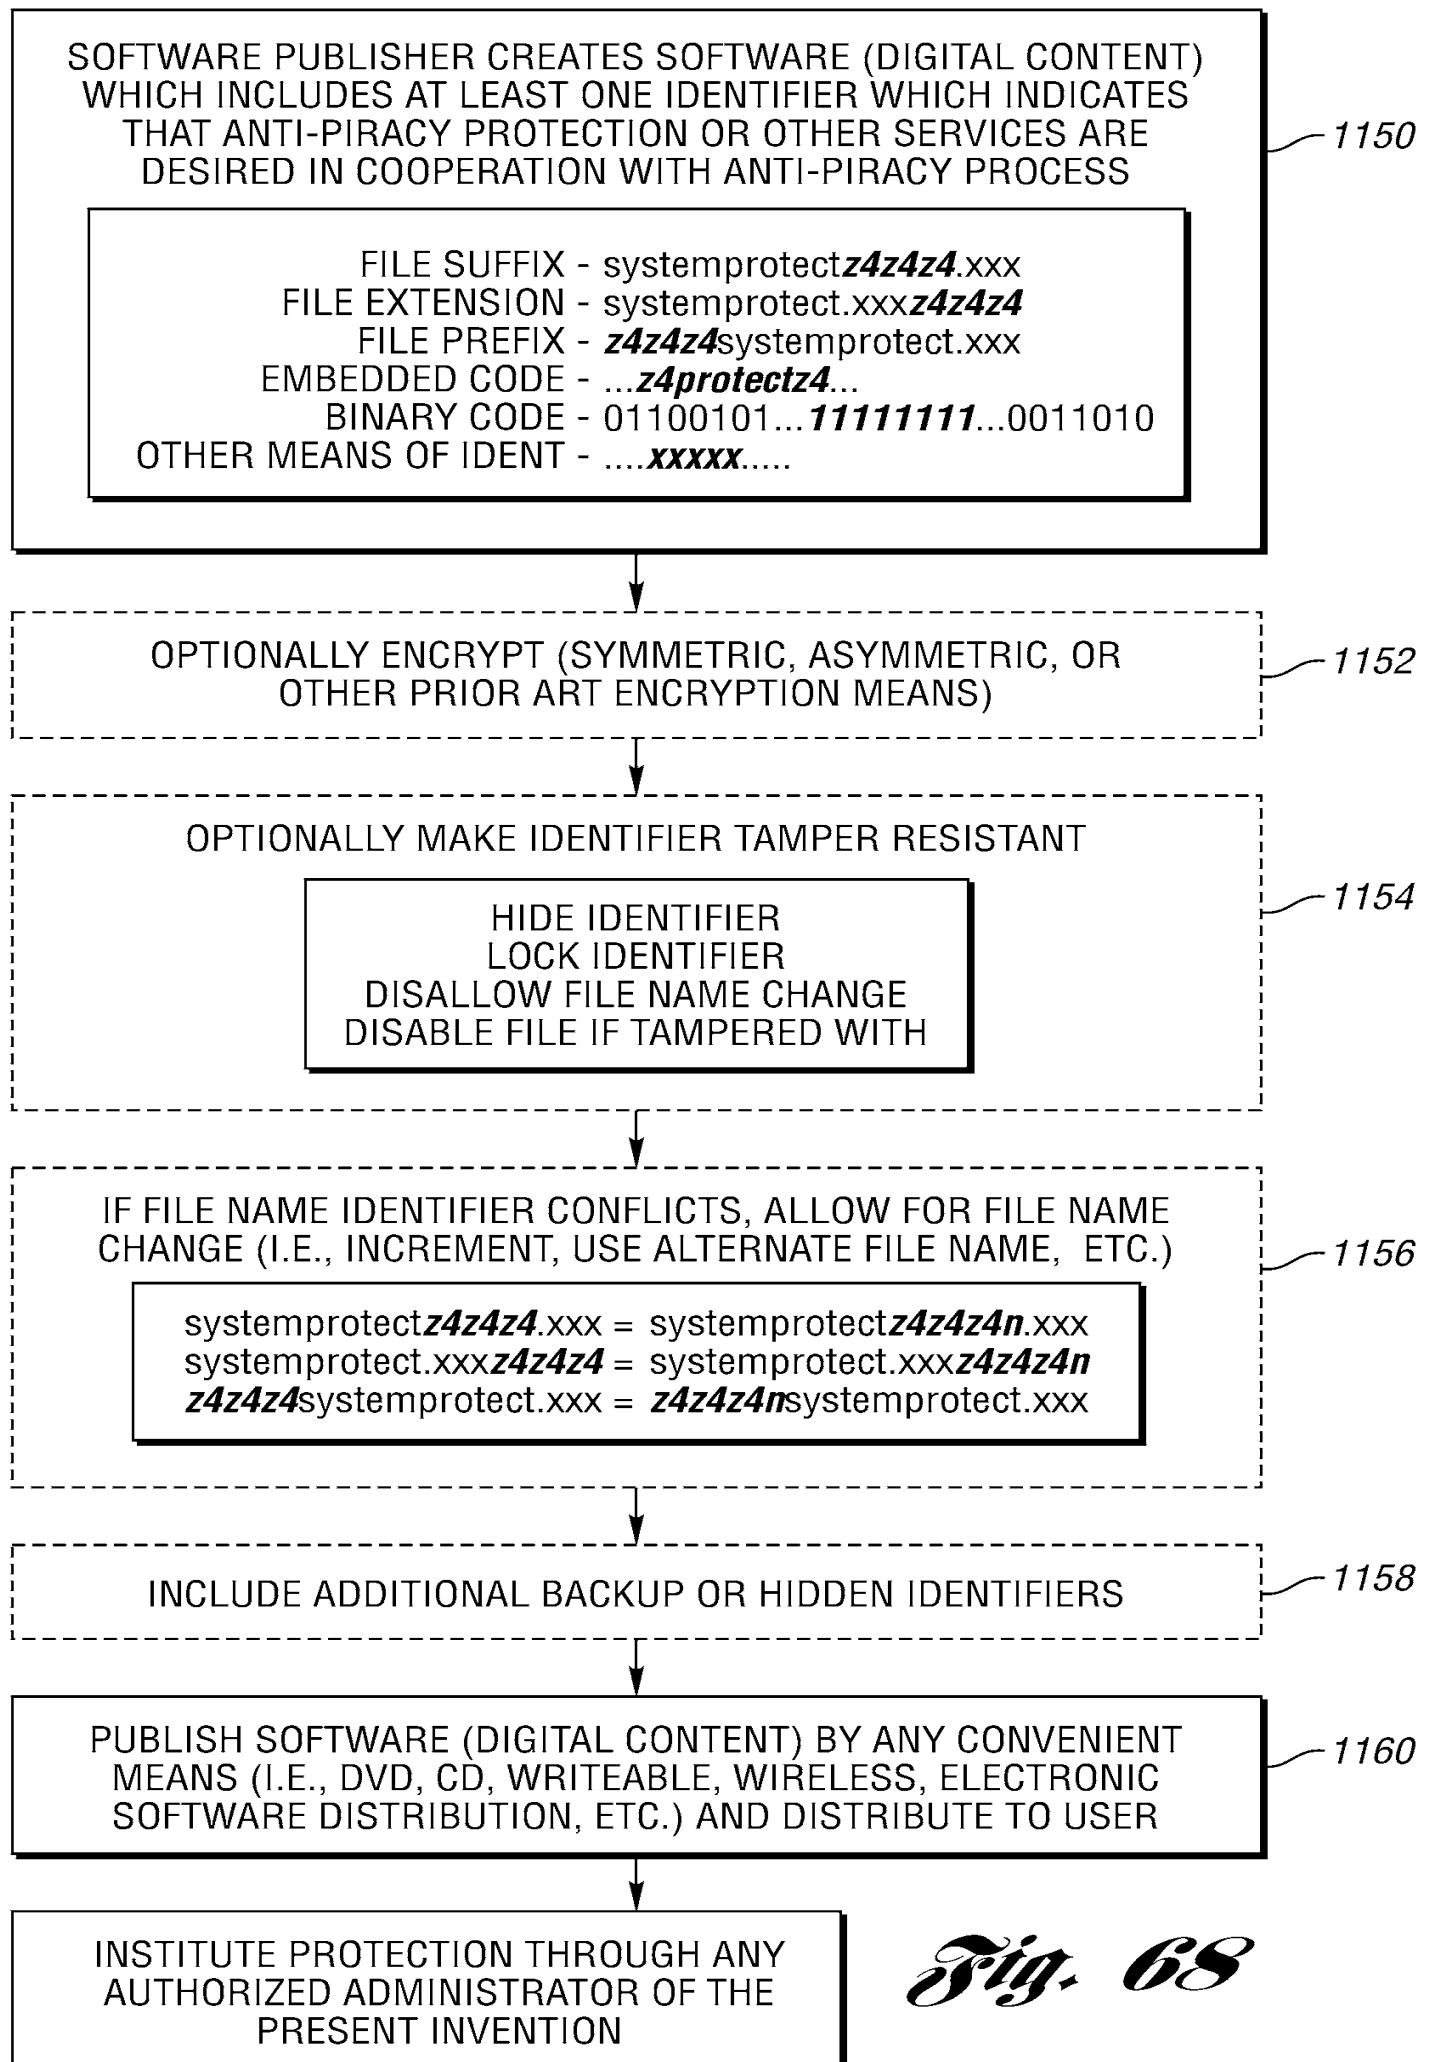 SOFTWARE PUBLISHER CREATES SOFTWARE (DIGITAL CONTENT)
WHICH INCLUDES AT LEAST ONE IDENTIFIER WHICH INDICATES
THAT ANTI-PIRACY PROTECTION OR OTHER SERVICES ARE
DESIRED IN COOPERATION WITH ANTI-PIRACY PROCESS
1150
FILE SUFFIX - systemprotectz4z4z4.xxx
FILE EXTENSION - systemprotect.xxxz4z4z4
FILE PREFIX - z4z4z4systemprotect.xxx
EMBEDDED CODE - ...z4protectz4...
BINARY CODE - 01100101...11111111...0011010
OTHER MEANS OF IDENT - ....xxxxx.....
OPTIONALLY ENCRYPT (SYMMETRIC, ASYMMETRIC, OR
OTHER PRIOR ART ENCRYPTION MEANS)
1152
OPTIONALLY MAKE IDENTIFIER TAMPER RESISTANT
1154
HIDE IDENTIFIER
LOCK IDENTIFIER
DISALLOW FILE NAME CHANGE
DISABLE FILE IF TAMPERED WITH
IF FILE NAME IDENTIFIER CONFLICTS, ALLOW FOR FILE NAME
CHANGE (I.E., INCREMENT, USE ALTERNATE FILE NAME, ETC.)
1156
systemprotectz4z4z4.xxx = systemprotectz4z4z4n.xxx
systemprotect.xxxz4z4z4 = systemprotect.xxxz4z4z4n
z4z4z4systemprotect.xxx = z4z4z4nsystemprotect.xxx
INCLUDE ADDITIONAL BACKUP OR HIDDEN IDENTIFIERS
1158
PUBLISH SOFTWARE (DIGITAL CONTENT) BY ANY CONVENIENT
MEANS (I.E., DVD, CD, WRITEABLE, WIRELESS, ELECTRONIC
SOFTWARE DISTRIBUTION, ETC.) AND DISTRIBUTE TO USER
1160
INSTITUTE PROTECTION THROUGH ANY
AUTHORIZED ADMINISTRATOR OF THE
PRESENT INVENTION
Fig. 68